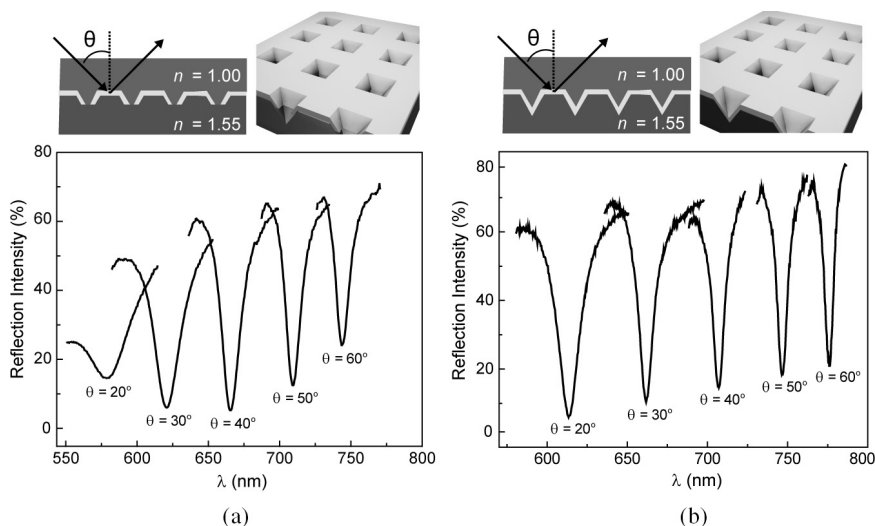 θ
n = 1.00
n = 1.55
80
60
40
20
0
Reflection Intensity (%)
θ = 20°
θ = 30°
θ = 40°
θ = 50°
θ = 60°
550
600
650
700
750
800
λ (nm)
(a)
θ
n = 1.00
n = 1.55
80
60
40
20
0
Reflection Intensity (%)
θ = 20°
θ = 30°
θ = 40°
θ = 50°
θ = 60°
600
650
700
750
800
λ (nm)
(b)